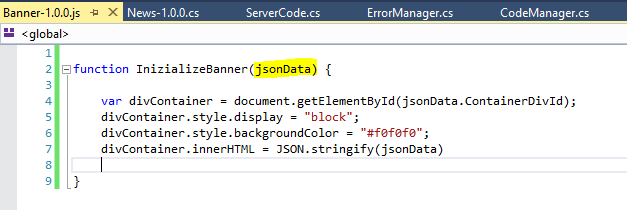 Banner-1.0.0.js News-1.0.0.cs ServerCode.cs ErrorManager.cs CodeManager.cs
<global>
1
2 function InizializeBanner(jsonData) {
3
4 var divContainer = document.getElementById(jsonData.ContainerDivId);
5 divContainer.style.display = "block";
6 divContainer.style.backgroundColor = "#f0f0f0";
7 divContainer.innerHTML = JSON.stringify(jsonData)
8
9 }